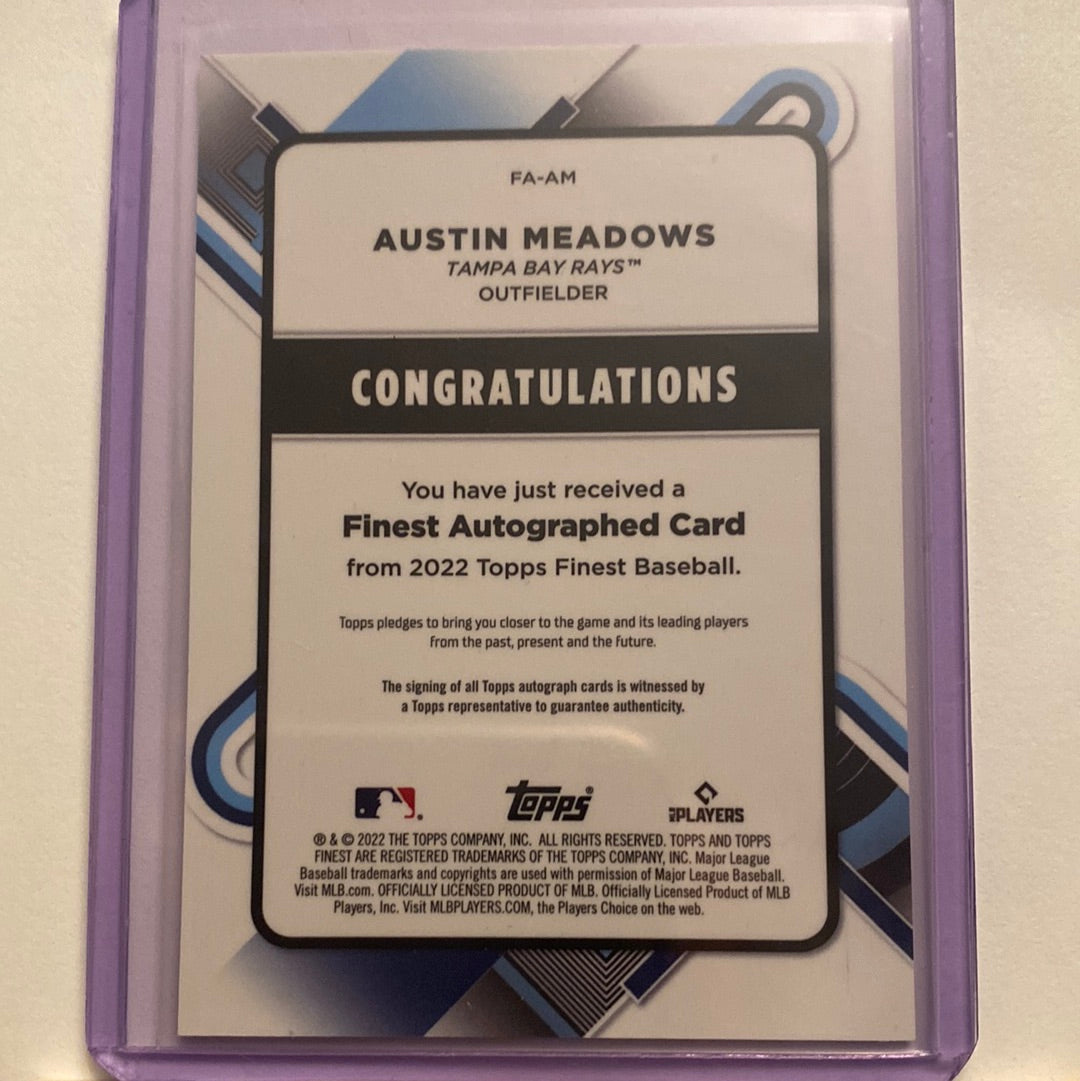 FA-AM
AUSTIN MEADOWS
TAMPA BAY RAYS™
OUTFIELDER
CONGRATULATIONS
You have just received a
Finest Autographed Card
from 2022 Topps Finest Baseball.
Topps pledges to bring you closer to the game and its leading players
from the past, present and the future.
The signing of all Topps autograph cards is witnessed by
a Topps representative to guarantee authenticity.
topps® MLB PLAYERS
® & © 2022 THE TOPPS COMPANY, INC. ALL RIGHTS RESERVED. TOPPS AND TOPPS
FINEST ARE REGISTERED TRADEMARKS OF THE TOPPS COMPANY, INC. Major League
Baseball trademarks and copyrights are used with permission of Major League Baseball.
Visit MLB.com. OFFICIALLY LICENSED PRODUCT OF MLB. Officially Licensed Product of MLB
Players, Inc. Visit MLBPLAYERS.COM, the Players Choice on the web.